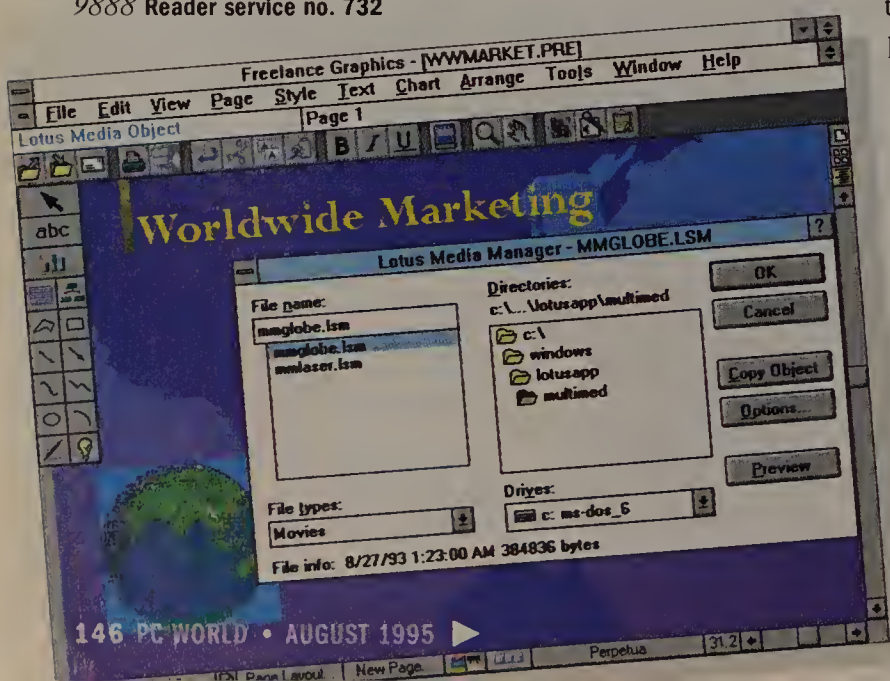 9888 Reader service no. 732
Freelance Graphics - [WWMARKET.PRE]
File Edit View Page Style Text Chart Arrange Tools Window Help
Lotus Media Object
Page 1
B I U
abc
Worldwide Marketing
Lotus Media Manager - MMGLOBE.LSM
?
File name:
mmglobe.lsm
mmglobe.lsm
mmlaser.lsm
Directories:
c:\...\lotusapp\multimed
c:\
windows
lotusapp
multimed
OK
Cancel
Copy Object
Options...
Preview
File types:
Movies
Drives:
c: ms-dos_6
File info: 8/27/93 1:23:00 AM 384836 bytes
146 PC WORLD • AUGUST 1995
Page Layout... New Page... Perpetua 31.2